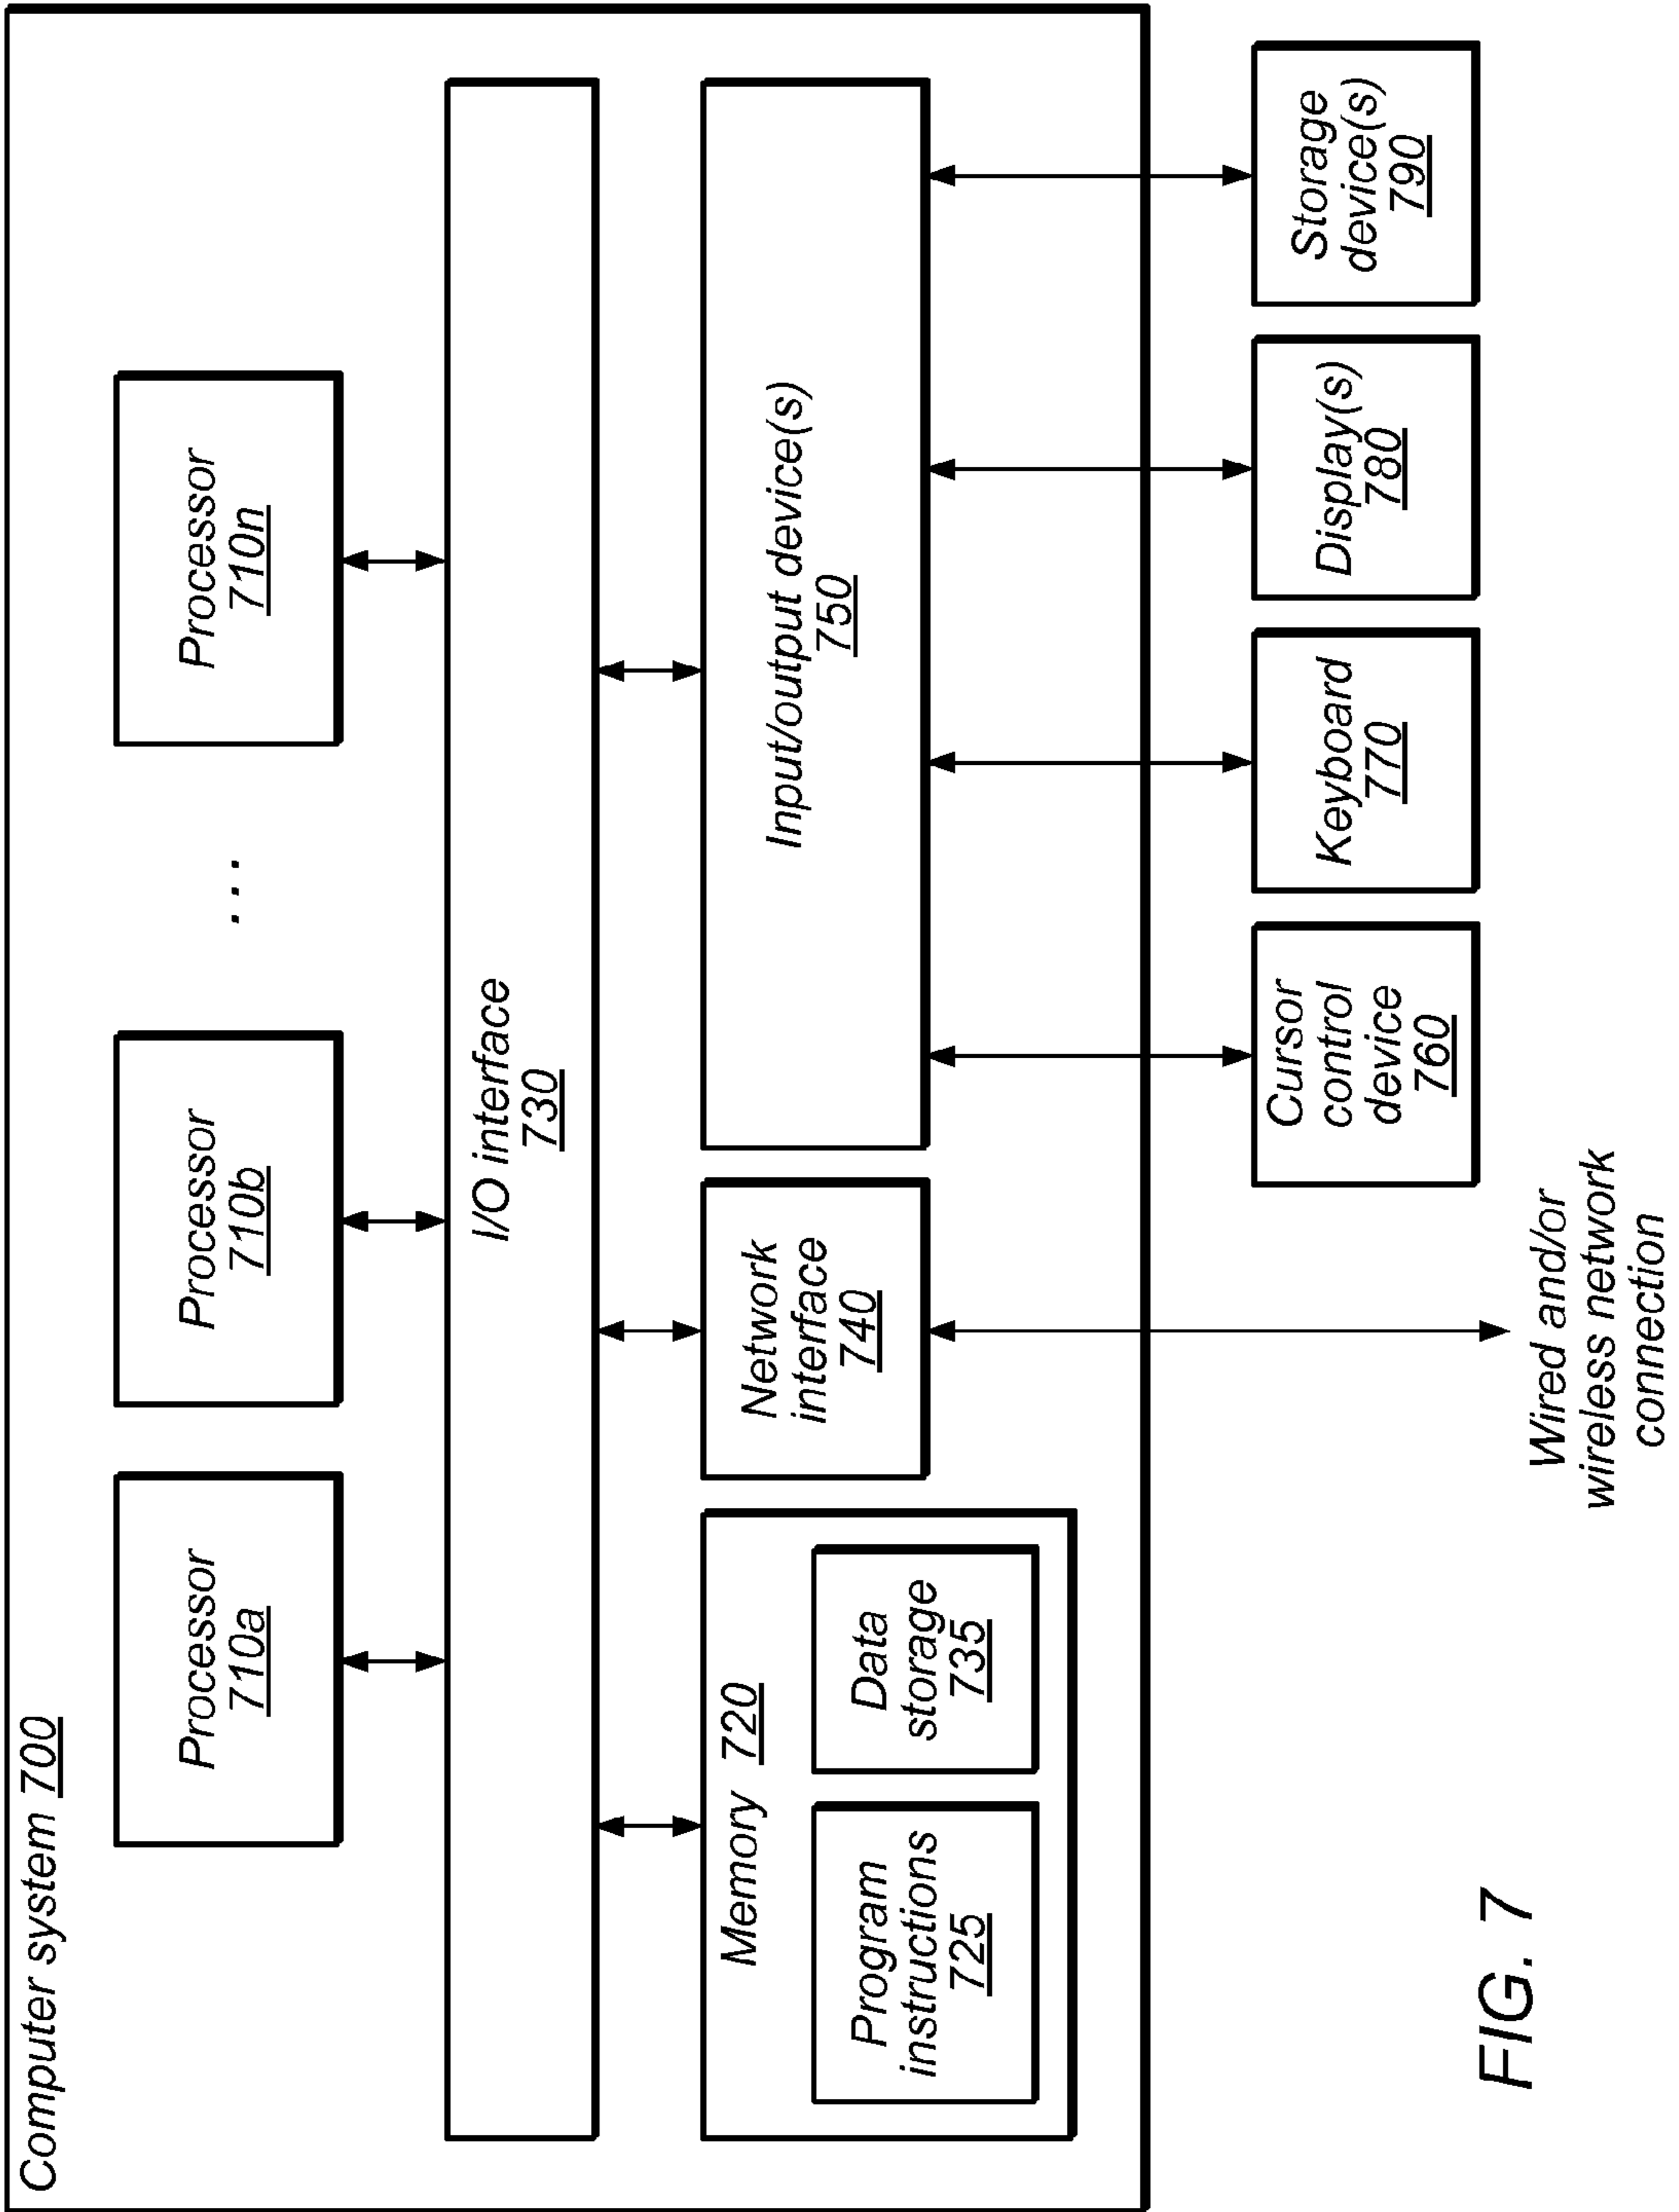 Computer system 700
Processor
710a
Processor
710b
...
Processor
710n
I/O interface
730
Memory 720
Program
instructions
725
Data
storage
735
Network
interface
740
Input/output device(s)
750
Cursor
control
device
760
Keyboard
770
Display(s)
780
Storage
device(s)
790
Wired and/or
wireless network
connection
FIG. 7